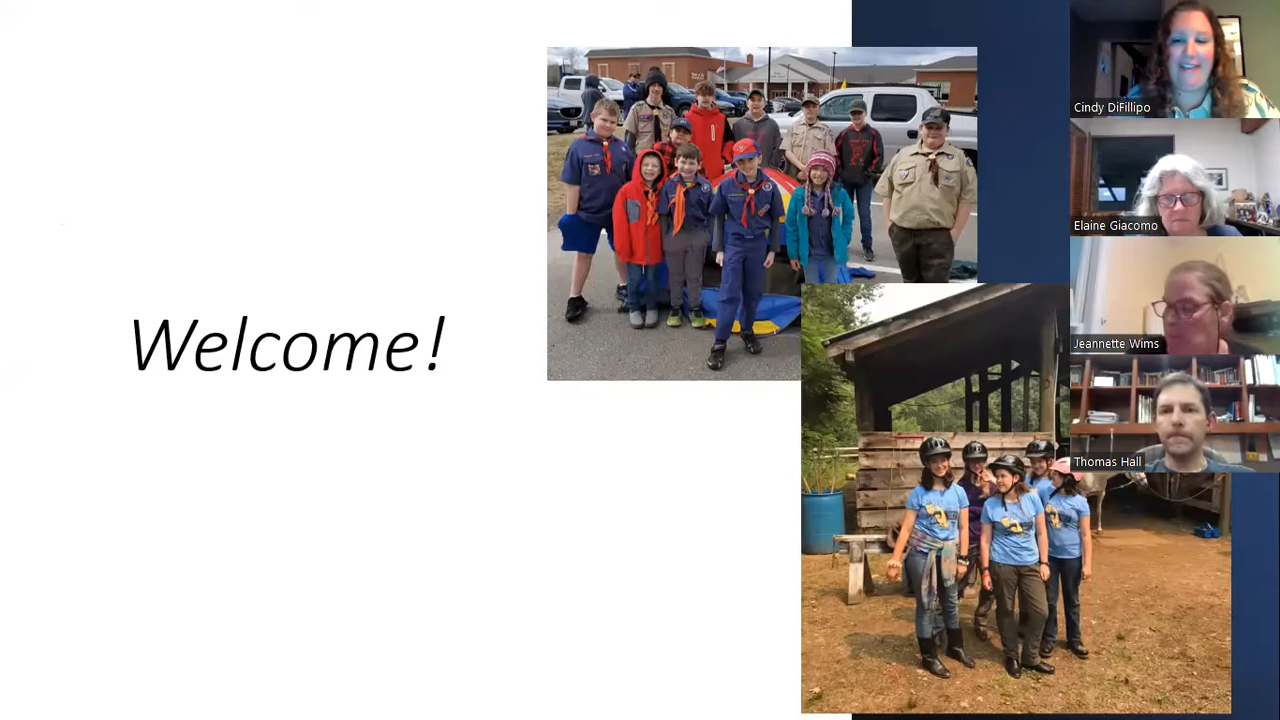 Welcome!
Cindy DiFillipo
Elaine Giacomo
Jeannette Wims
Thomas Hall